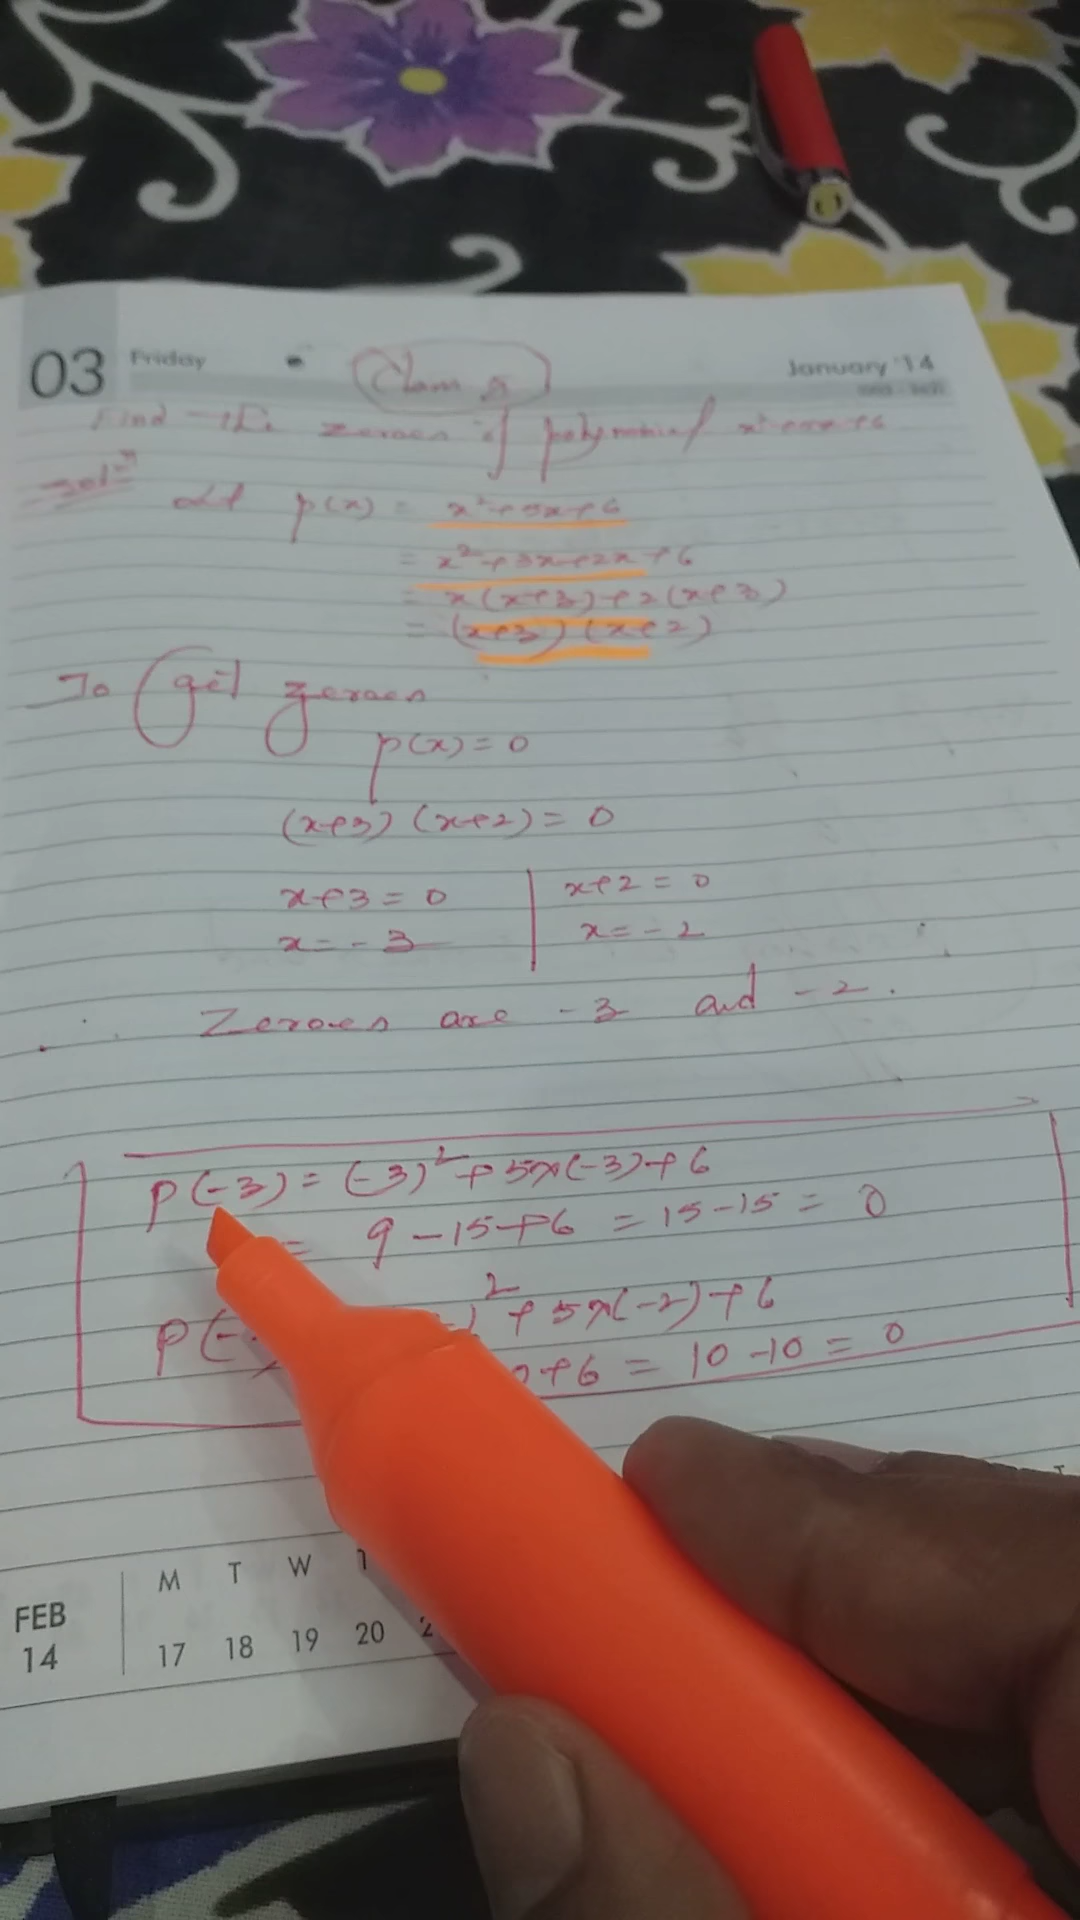 03 Friday January '14
Find the zeroes of polynomial x²+5x+6
Solⁿ Let p(x) = x²+5x+6
= x²+3x+2x+6
= x(x+3)+2(x+3)
= (x+3)(x+2)
To get zeroes
p(x)=0
(x+3)(x+2)=0
x+3=0 | x+2=0
x=-3 | x=-2
∴ Zeroes are -3 and -2.
P(-3) = (-3)²+5×(-3)+6
= 9-15+6 = 15-15 = 0
P(- ² +5×(-2)+6
+6 = 10-10 = 0
M T W
FEB
14 17 18 19 20